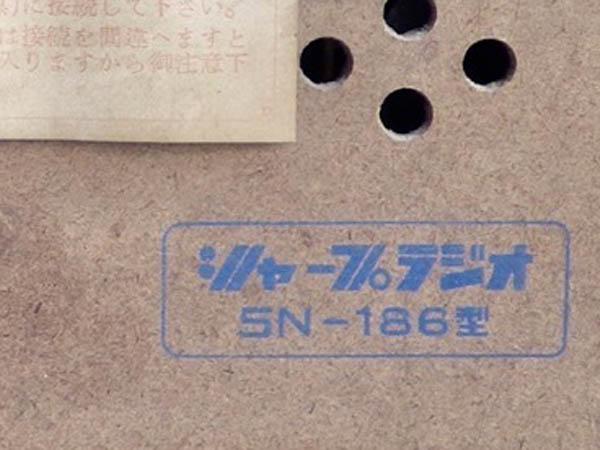 に接続して下さい。
は接続を間違へますと
入りますから御注意下
シャープラジオ
5N-186型